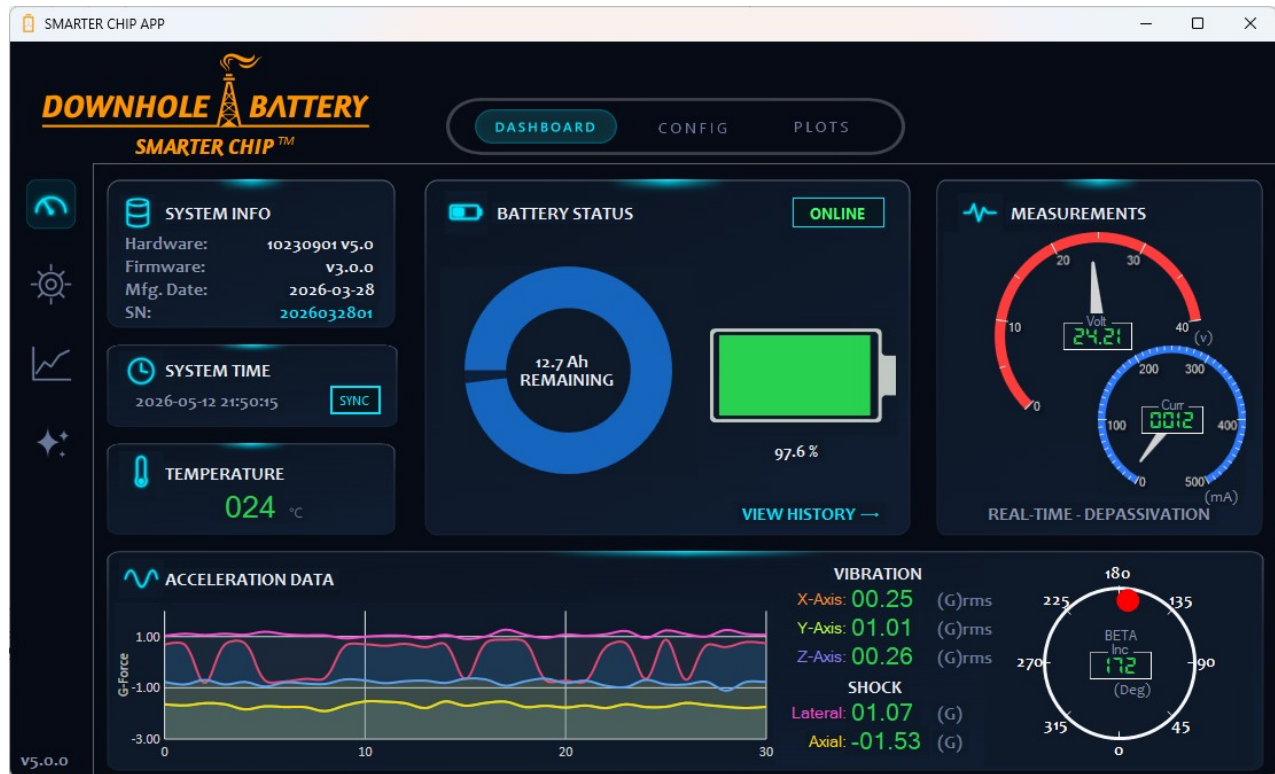 SMARTER CHIP APP
DOWNHOLE BATTERY
SMARTER CHIP™
DASHBOARD
CONFIG
PLOTS
SYSTEM INFO
Hardware: 10230901 v5.0
Firmware: v3.0.0
Mfg. Date: 2026-03-28
SN: 2026032801
SYSTEM TIME
2026-05-12 21:50:15
SYNC
TEMPERATURE
024 °C
BATTERY STATUS
ONLINE
12.7 Ah
REMAINING
97.6 %
VIEW HISTORY →
MEASUREMENTS
0
10
20
30
40
(v)
Volt
24.21
0
100
200
300
400
500
(mA)
Curr
0012
REAL-TIME - DEPASSIVATION
ACCELERATION DATA
G-Force
1.00
-1.00
-3.00
0
10
20
30
VIBRATION
X-Axis: 00.25 (G)rms
Y-Axis: 01.01 (G)rms
Z-Axis: 00.26 (G)rms
SHOCK
Lateral: 01.07 (G)
Axial: -01.53 (G)
180
225
135
270
90
315
45
0
BETA
Inc
172
(Deg)
v5.0.0